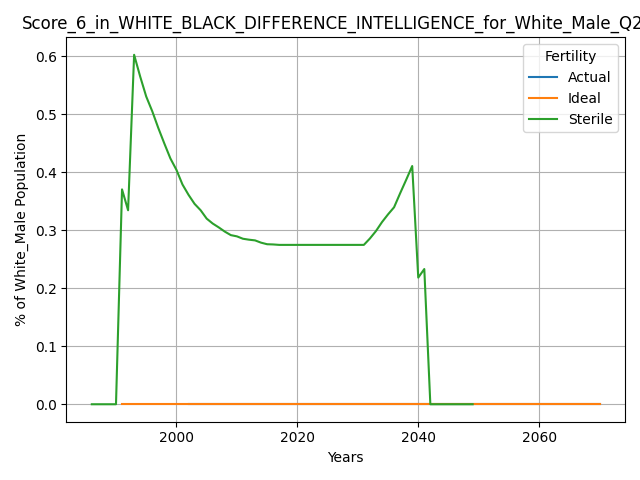 Score_6_in_WHITE_BLACK_DIFFERENCE_INTELLIGENCE_for_White_Male_Q2
Fertility
Actual
Ideal
Sterile
% of White_Male Population
0.6
0.5
0.4
0.3
0.2
0.1
0.0
2000 2020 2040 2060
Years